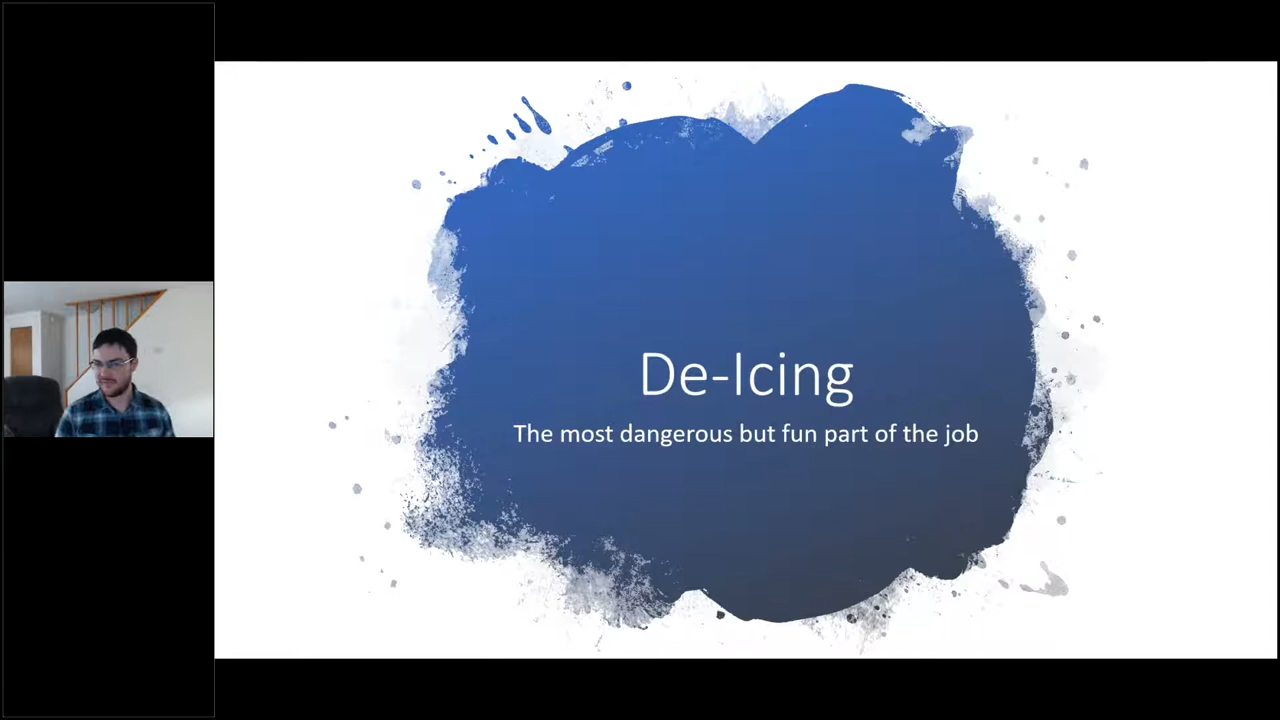 De-Icing
The most dangerous but fun part of the job